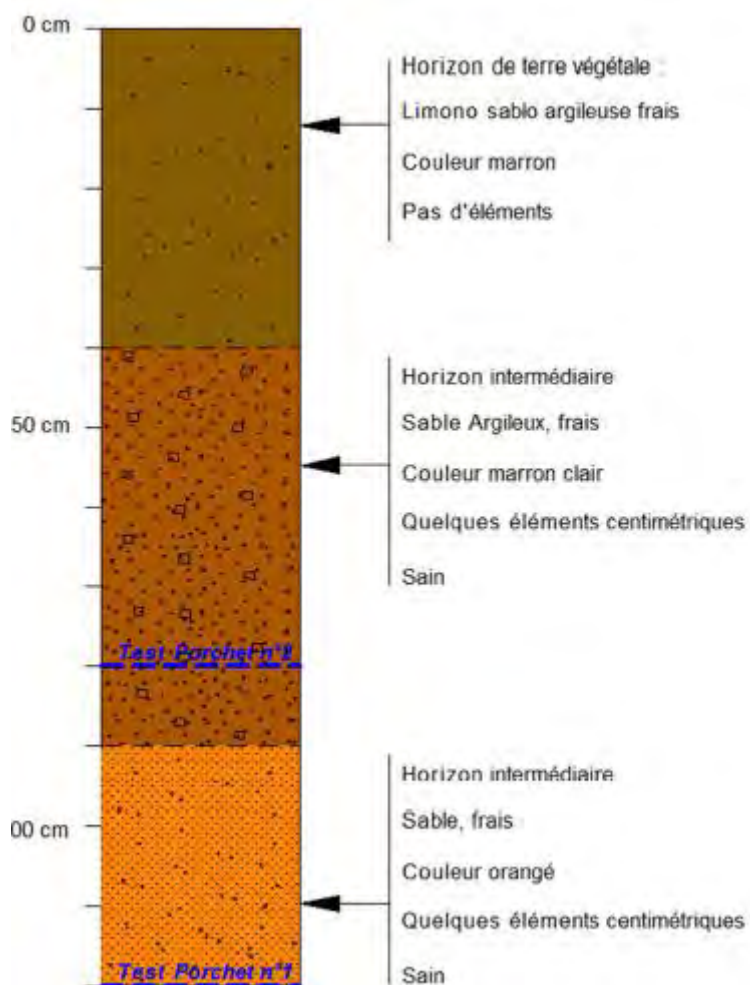 0 cm
Horizon de terre végétale :
Limono sablo argileuse frais
Couleur marron
Pas d'éléments
Horizon intermédiaire
50 cm
Sable Argileux, frais
Couleur marron clair
Quelques éléments centimétriques
Sain
Test Porchet n°2
Horizon intermédiaire
00 cm
Sable, frais
Couleur orangé
Quelques éléments centimétriques
Test Porchet n°1
Sain